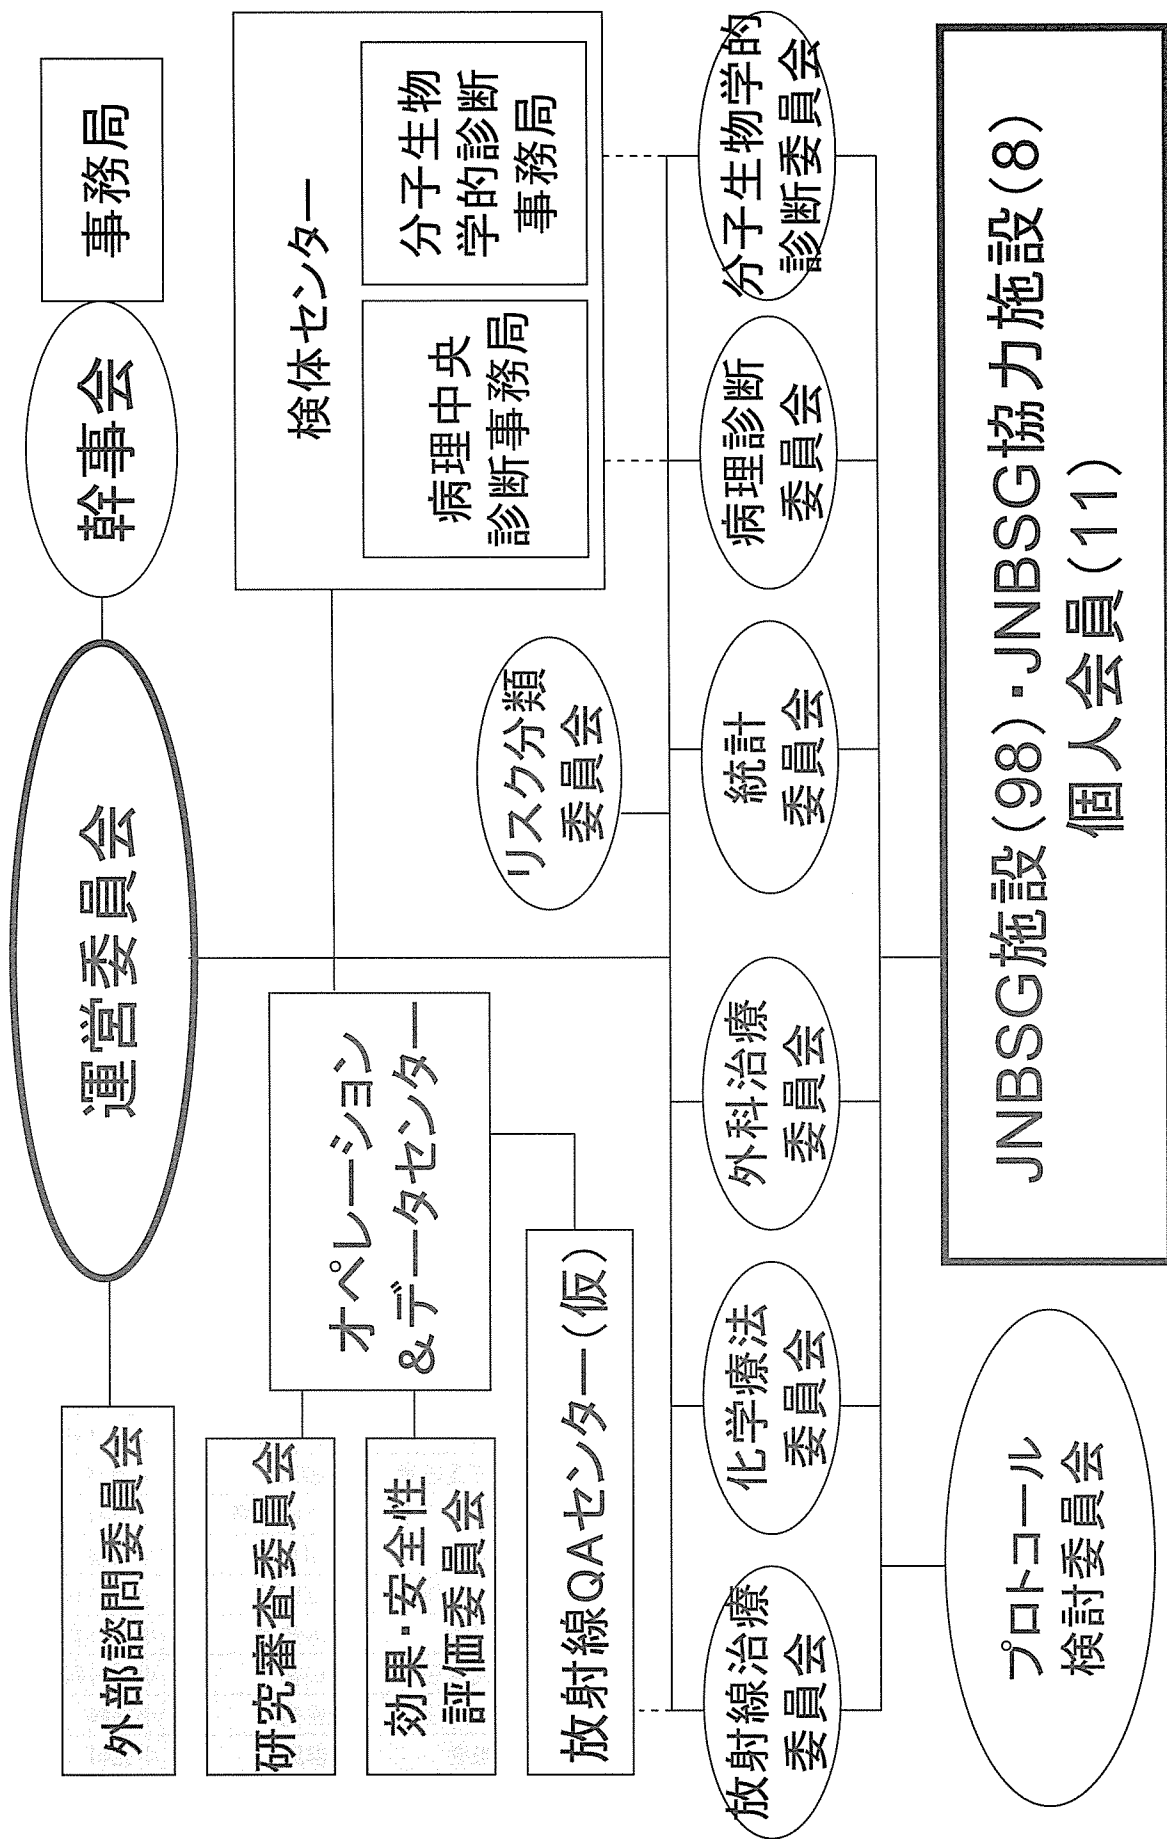 外部諮問委員会
運営委員会
幹事会
事務局
研究審査委員会
効果・安全性
評価委員会
オペレーション
&データセンター
放射線QAセンター(仮)
検体センター
病理中央
診断事務局
分子生物
学的診断
事務局
リスク分類
委員会
放射線治療
委員会
化学療法
委員会
外科治療
委員会
統計
委員会
病理診断
委員会
分子生物学的
診断委員会
プロトコール
検討委員会
JNBSG施設(98)・JNBSG協力施設(8)
個人会員(11)